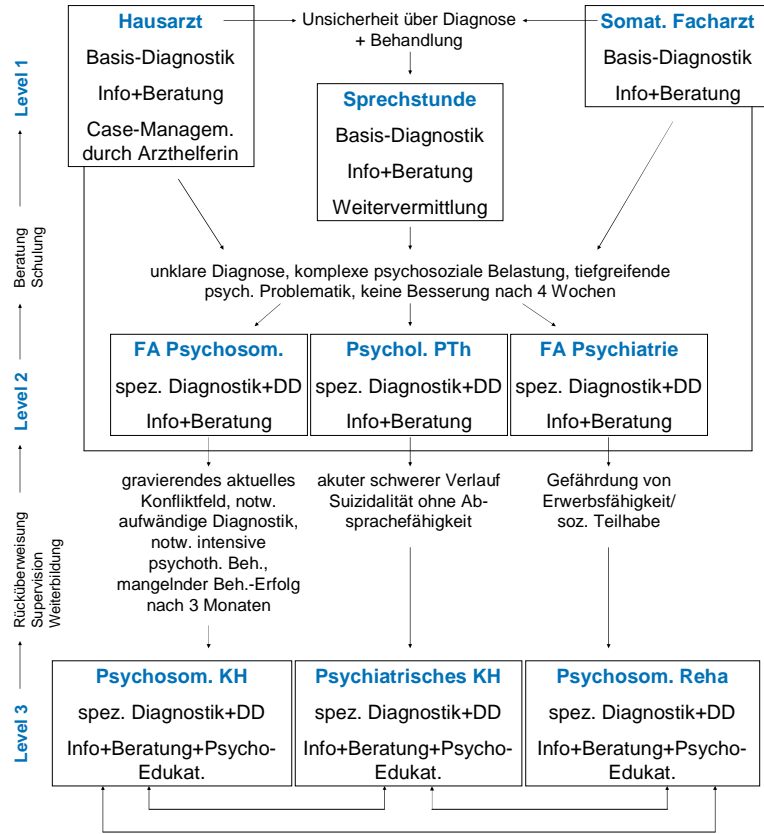 Hausarzt
Basis-Diagnostik
Info+Beratung
Case-Managem.
durch Arzthelferin
Unsicherheit über Diagnose
+ Behandlung
Somat. Facharzt
Basis-Diagnostik
Info+Beratung
Sprechstunde
Basis-Diagnostik
Info+Beratung
Weitervermittlung
Level 1
Beratung
Schulung
unklare Diagnose, komplexe psychosoziale Belastung, tiefgreifende
psych. Problematik, keine Besserung nach 4 Wochen
FA Psychosom.
spez. Diagnostik+DD
Info+Beratung
Psychol. PTh
spez. Diagnostik+DD
Info+Beratung
FA Psychiatrie
spez. Diagnostik+DD
Info+Beratung
Level 2
Rücküberweisung
Supervision
Weiterbildung
gravierendes aktuelles
Konfliktfeld, notw.
aufwändige Diagnostik,
notw. intensive
psychoth. Beh.,
mangelnder Beh.-Erfolg
nach 3 Monaten
akuter schwerer Verlauf
Suizidalität ohne Ab-
sprachefähigkeit
Gefährdung von
Erwerbsfähigkeit/
soz. Teilhabe
Psychosom. KH
spez. Diagnostik+DD
Info+Beratung+Psycho-
Edukat.
Psychiatrisches KH
spez. Diagnostik+DD
Info+Beratung+Psycho-
Edukat.
Psychosom. Reha
spez. Diagnostik+DD
Info+Beratung+Psycho-
Edukat.
Level 3